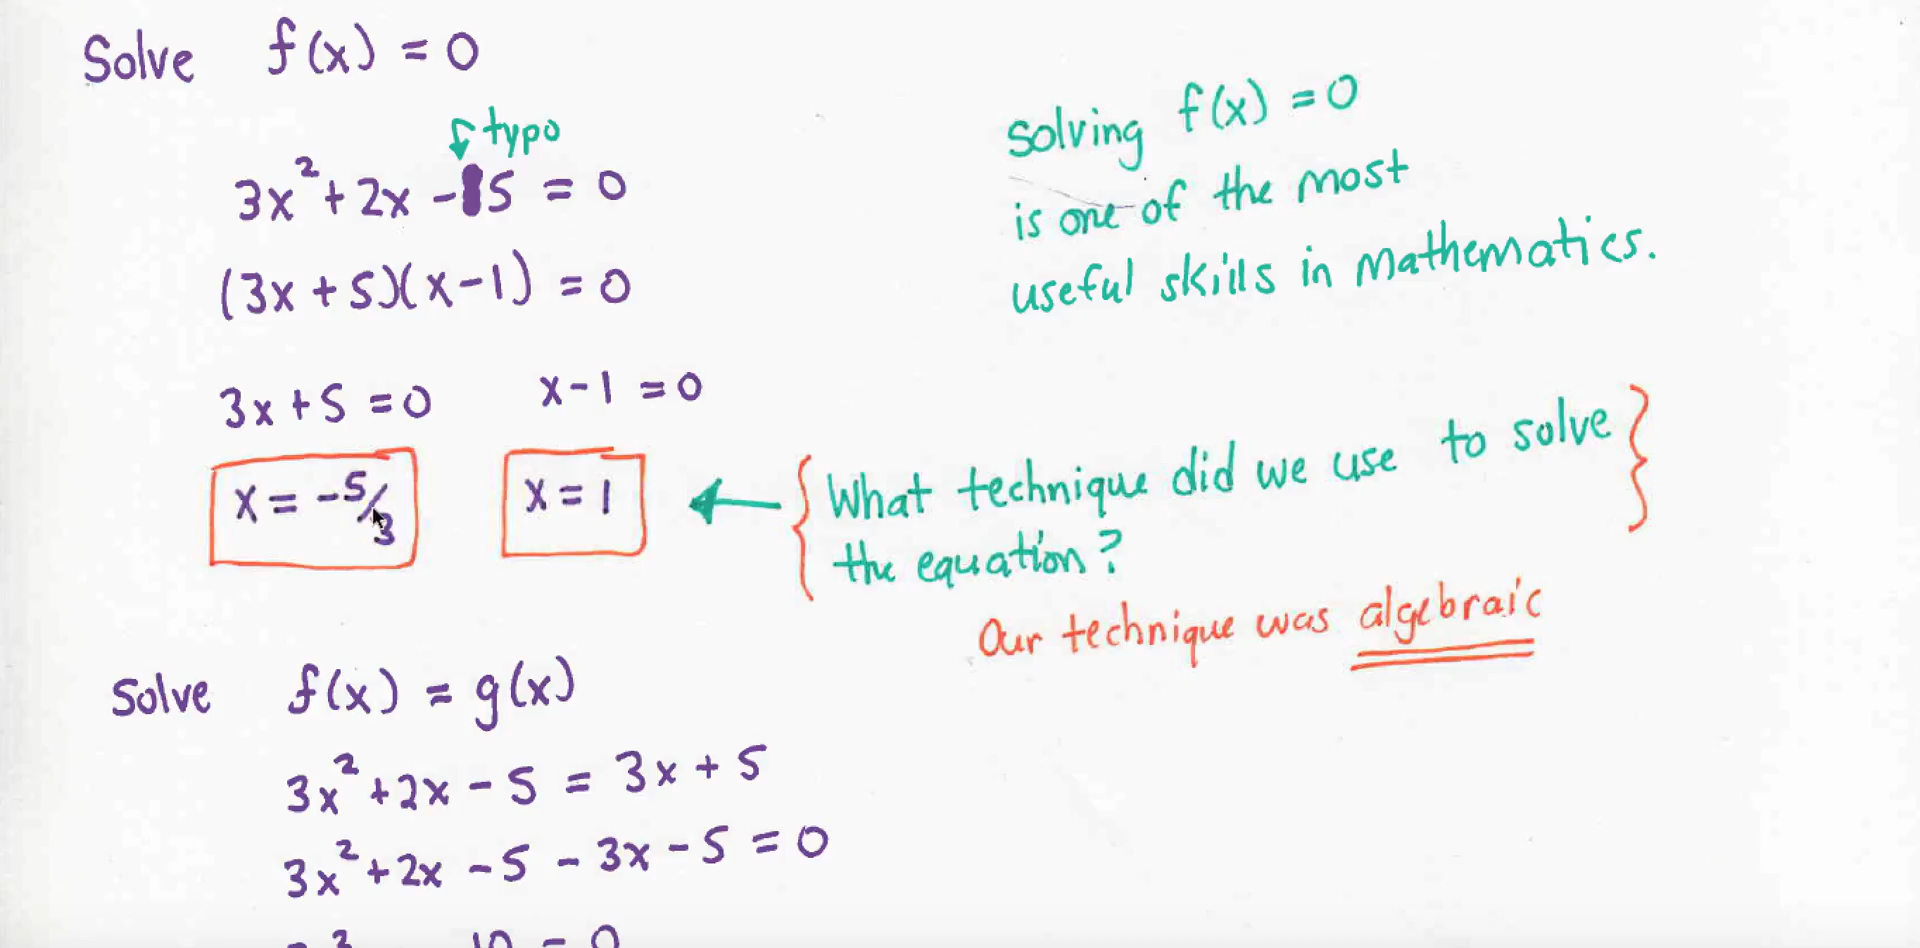 Solve f(x) = 0
typo
3x² + 2x - 5 = 0
(3x + 5)(x - 1) = 0
3x + 5 = 0 x - 1 = 0
x = -5/3 x = 1
Solving f(x) = 0
is one of the most
useful skills in mathematics.
{What technique did we use to solve
the equation?}
Our technique was algebraic
Solve f(x) = g(x)
3x² + 2x - 5 = 3x + 5
3x² + 2x - 5 - 3x - 5 = 0
10 = 0